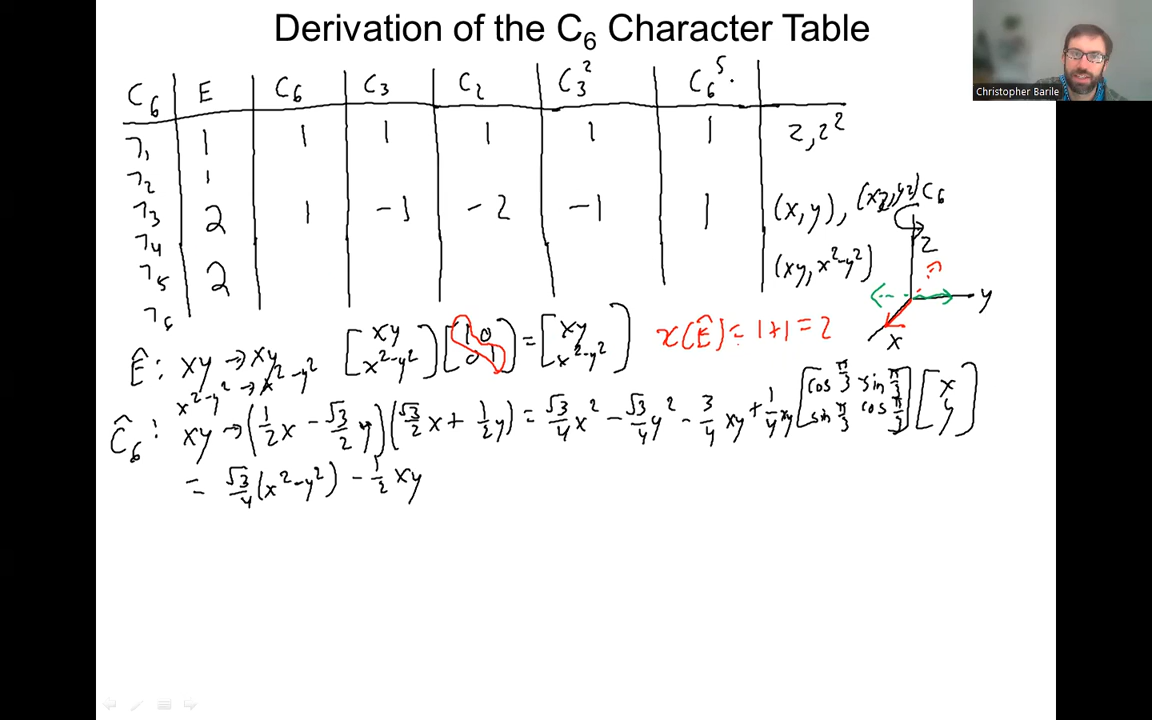 Derivation of the C₆ Character Table
Christopher Barile
C₆ E C₆ C₃ C₂ C₃² C₆⁵
Γ₁ 1 1 1 1 1 1 z, z²
Γ₂ 1
Γ₃ 2 1 -1 -2 -1 1 (x,y), (xz,yz)
Γ₄
Γ₅ 2 (xy, x²-y²)
Γ₆
C₆
z
y
x
Ê: xy → xy [xy x²-y²] [1 0 0 1] = [xy x²-y²] χ(Ê) = 1+1 = 2
x²-y² → x²-y²
Ĉ₆: xy → (1/2x - √3/2y)(√3/2x + 1/2y) = √3/4x² - √3/4y² - 3/4xy + 1/4xy [cos π/3 -sin π/3 sin π/3 cos π/3] [x y]
= √3/4(x²-y²) - 1/2xy